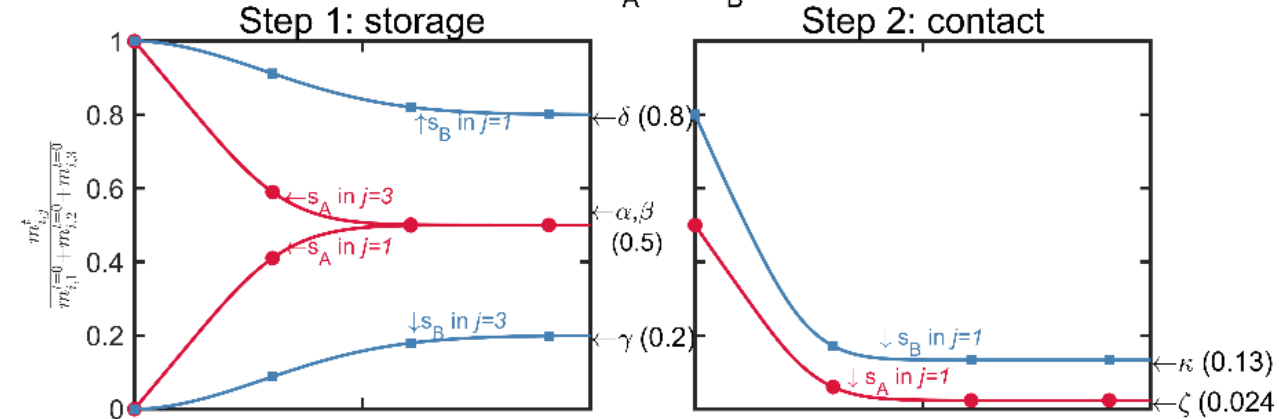 A B
Step 1: storage
Step 2: contact
1
0.8
0.6
0.4
0.2
0
↑s_B in j=1
←s_A in j=3
←s_A in j=1
↓s_B in j=3
←δ (0.8)
←α,β
(0.5)
←γ (0.2)
↓ s_B in j=1
↓ s_A in j=1
←κ (0.13)
←ζ (0.024